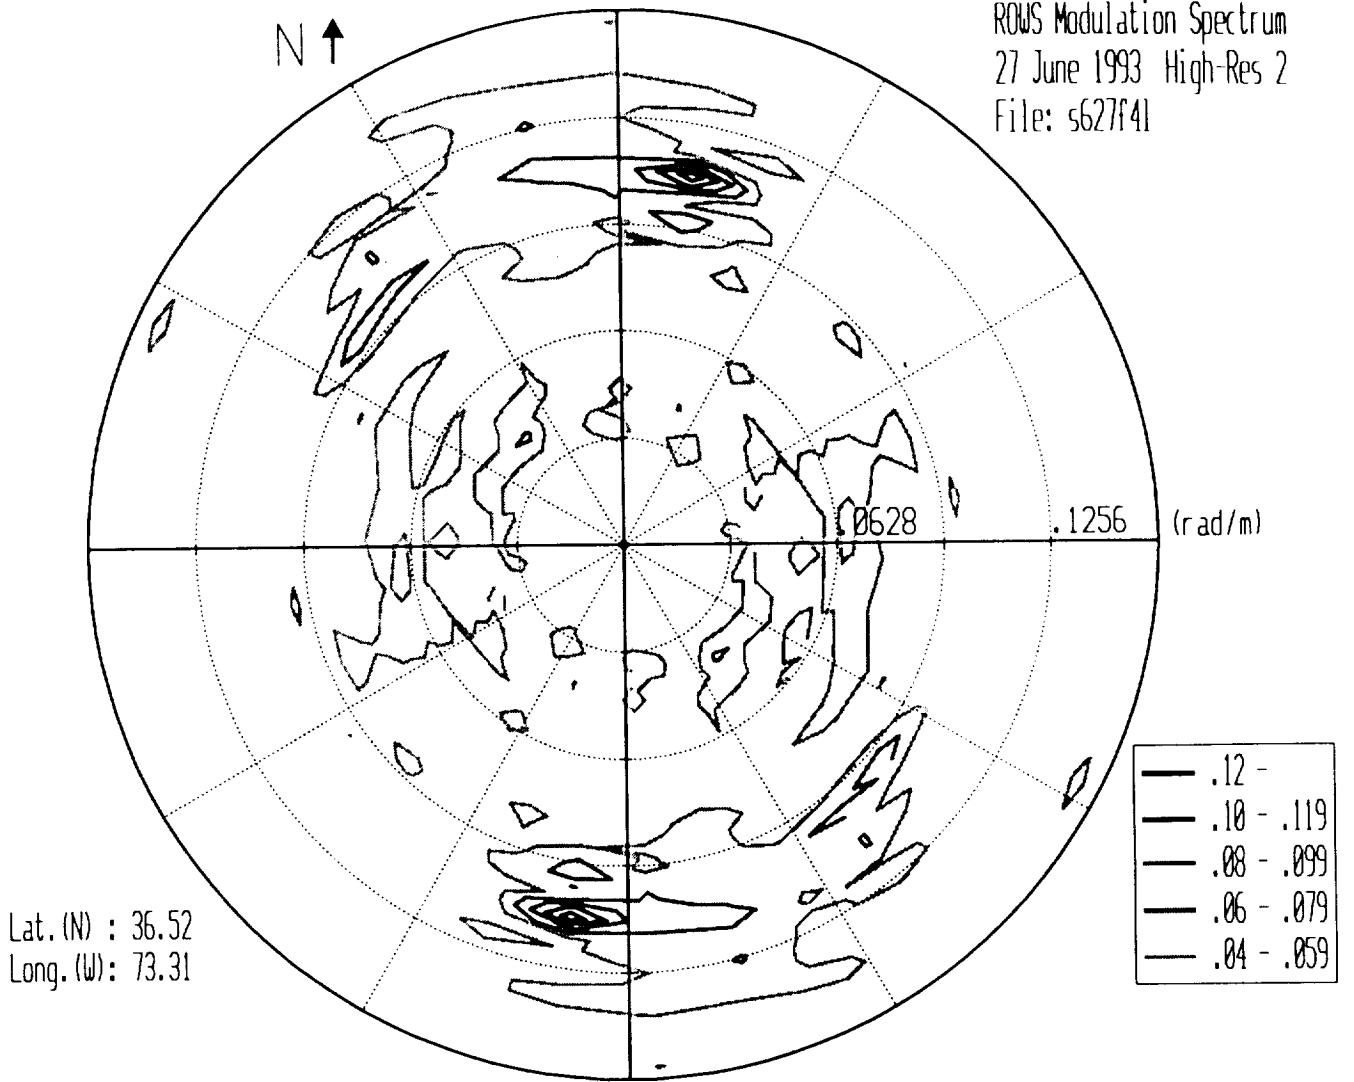 N
ROWS Modulation Spectrum
27 June 1993 High-Res 2
File: s627f41
0628 .1256 (rad/m)
.12 -
.10 - .119
.08 - .099
.06 - .079
.04 - .059
Lat.(N) : 36.52
Long.(W): 73.31